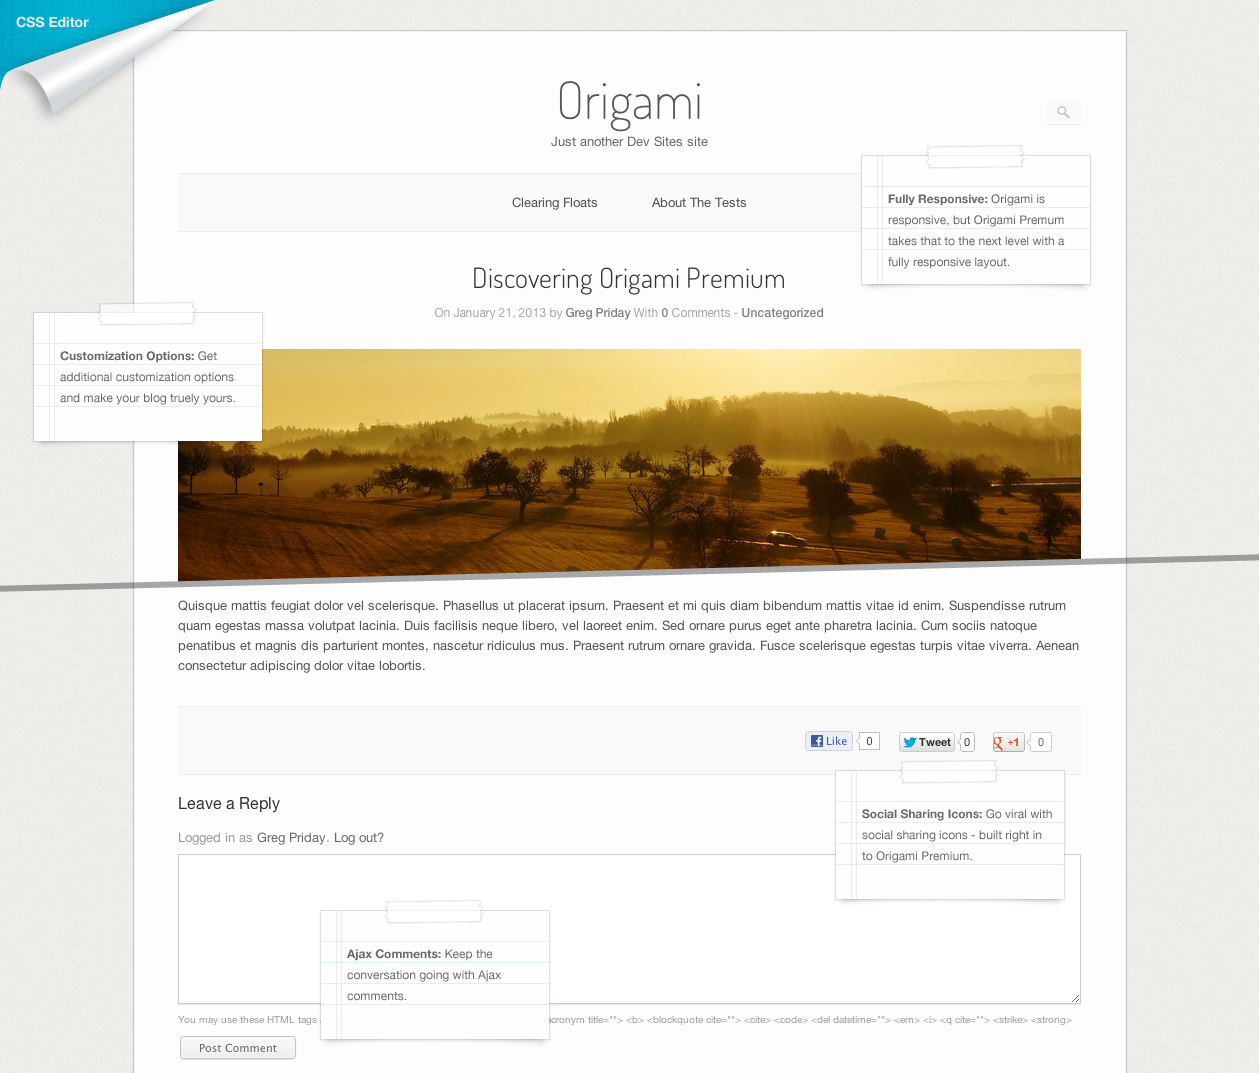 CSS Editor
Origami
Just another Dev Sites site
Clearing Floats
About The Tests
Fully Responsive: Origami is
responsive, but Origami Premum
takes that to the next level with a
fully responsive layout.
Discovering Origami Premium
On January 21, 2013 by Greg Priday With 0 Comments - Uncategorized
Customization Options: Get
additional customization options
and make your blog truely yours.
Quisque mattis feugiat dolor vel scelerisque. Phasellus ut placerat ipsum. Praesent et mi quis diam bibendum mattis vitae id enim. Suspendisse rutrum
quam egestas massa volutpat lacinia. Duis facilisis neque libero, vel laoreet enim. Sed ornare purus eget ante pharetra lacinia. Cum sociis natoque
penatibus et magnis dis parturient montes, nascetur ridiculus mus. Praesent rutrum ornare gravida. Fusce scelerisque egestas turpis vitae viverra. Aenean
consectetur adipiscing dolor vitae lobortis.
Like 0 Tweet 0 +1 0
Leave a Reply
Logged in as Greg Priday. Log out?
Social Sharing Icons: Go viral with
social sharing icons - built right in
to Origami Premium.
Ajax Comments: Keep the
conversation going with Ajax
comments.
You may use these HTML tags acronym title=""> <b> <blockquote cite=""> <cite> <code> <del datetime=""> <em> <i> <q cite=""> <strike> <strong>
Post Comment